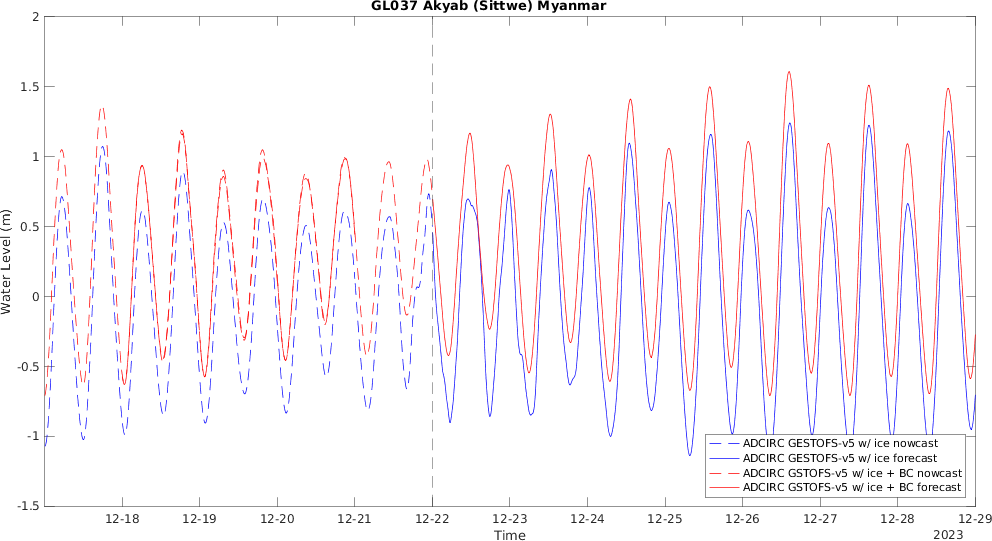 GL037 Akyab (Sittwe) Myanmar
2
1.5
1
0.5
0
-0.5
-1
-1.5
Water Level (m)
ADCIRC GESTOFS-v5 w/ ice nowcast
ADCIRC GESTOFS-v5 w/ ice forecast
ADCIRC GSTOFS-v5 w/ ice + BC nowcast
ADCIRC GSTOFS-v5 w/ ice + BC forecast
12-18 12-19 12-20 12-21 12-22 12-23 12-24 12-25 12-26 12-27 12-28 12-29
Time
2023